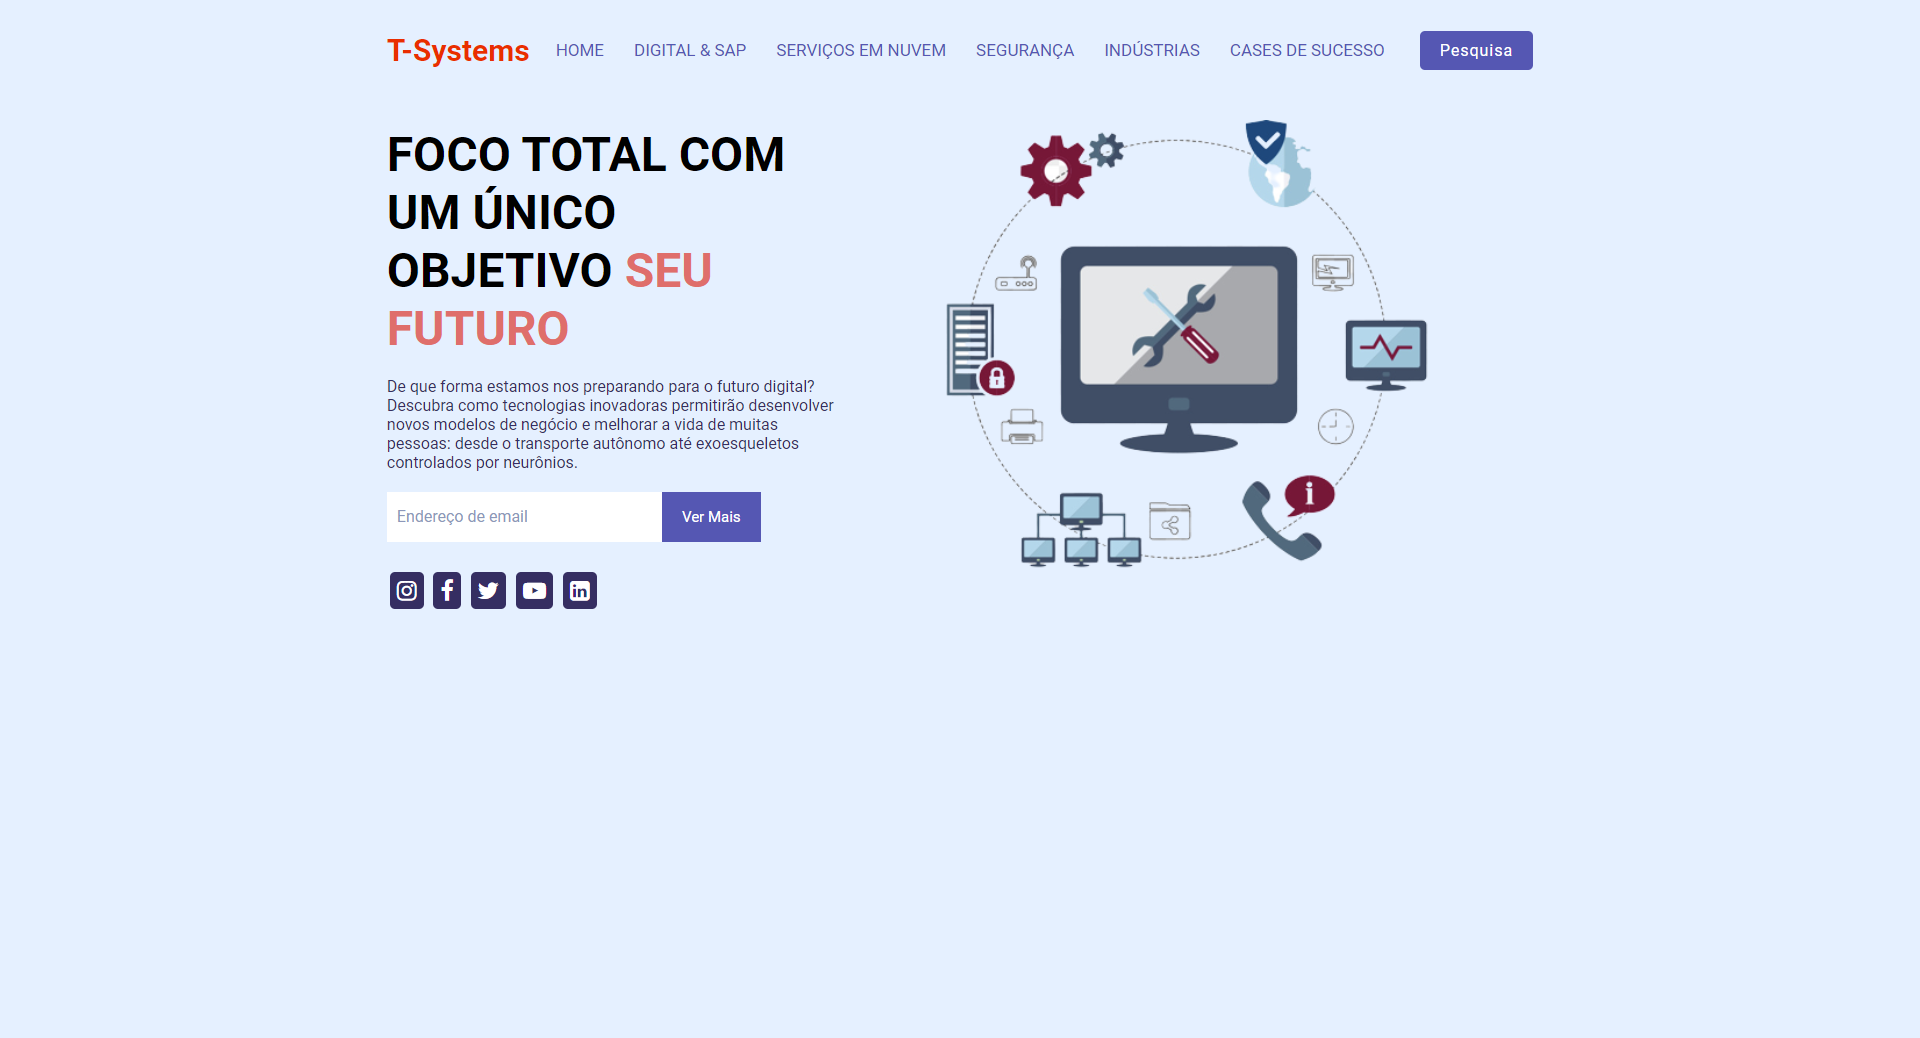 T-Systems HOME DIGITAL & SAP SERVIÇOS EM NUVEM SEGURANÇA INDÚSTRIAS CASES DE SUCESSO Pesquisa
FOCO TOTAL COM
UM ÚNICO
OBJETIVO SEU
FUTURO
De que forma estamos nos preparando para o futuro digital?
Descubra como tecnologias inovadoras permitirão desenvolver
novos modelos de negócio e melhorar a vida de muitas
pessoas: desde o transporte autônomo até exoesqueletos
controlados por neurônios.
Endereço de email Ver Mais